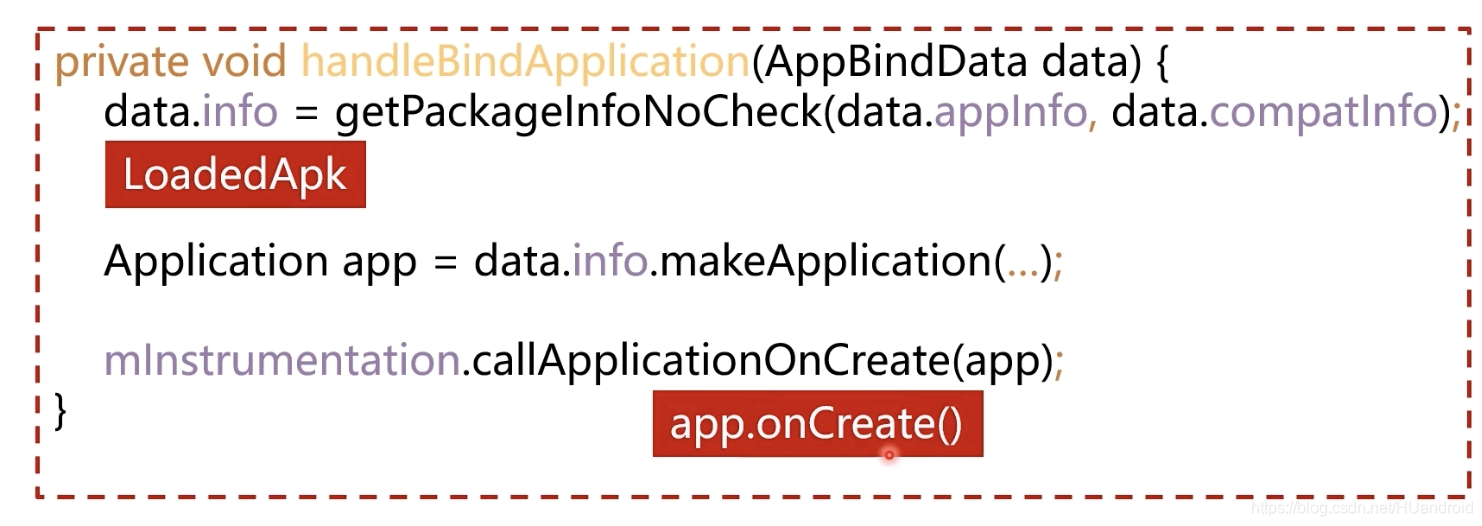 private void handleBindApplication(AppBindData data) {
data.info = getPackageInfoNoCheck(data.appInfo, data.compatInfo);
LoadedApk
Application app = data.info.makeApplication(...);
mInstrumentation.callApplicationOnCreate(app);
}
app.onCreate()
https://blog.csdn.net/HUandroid